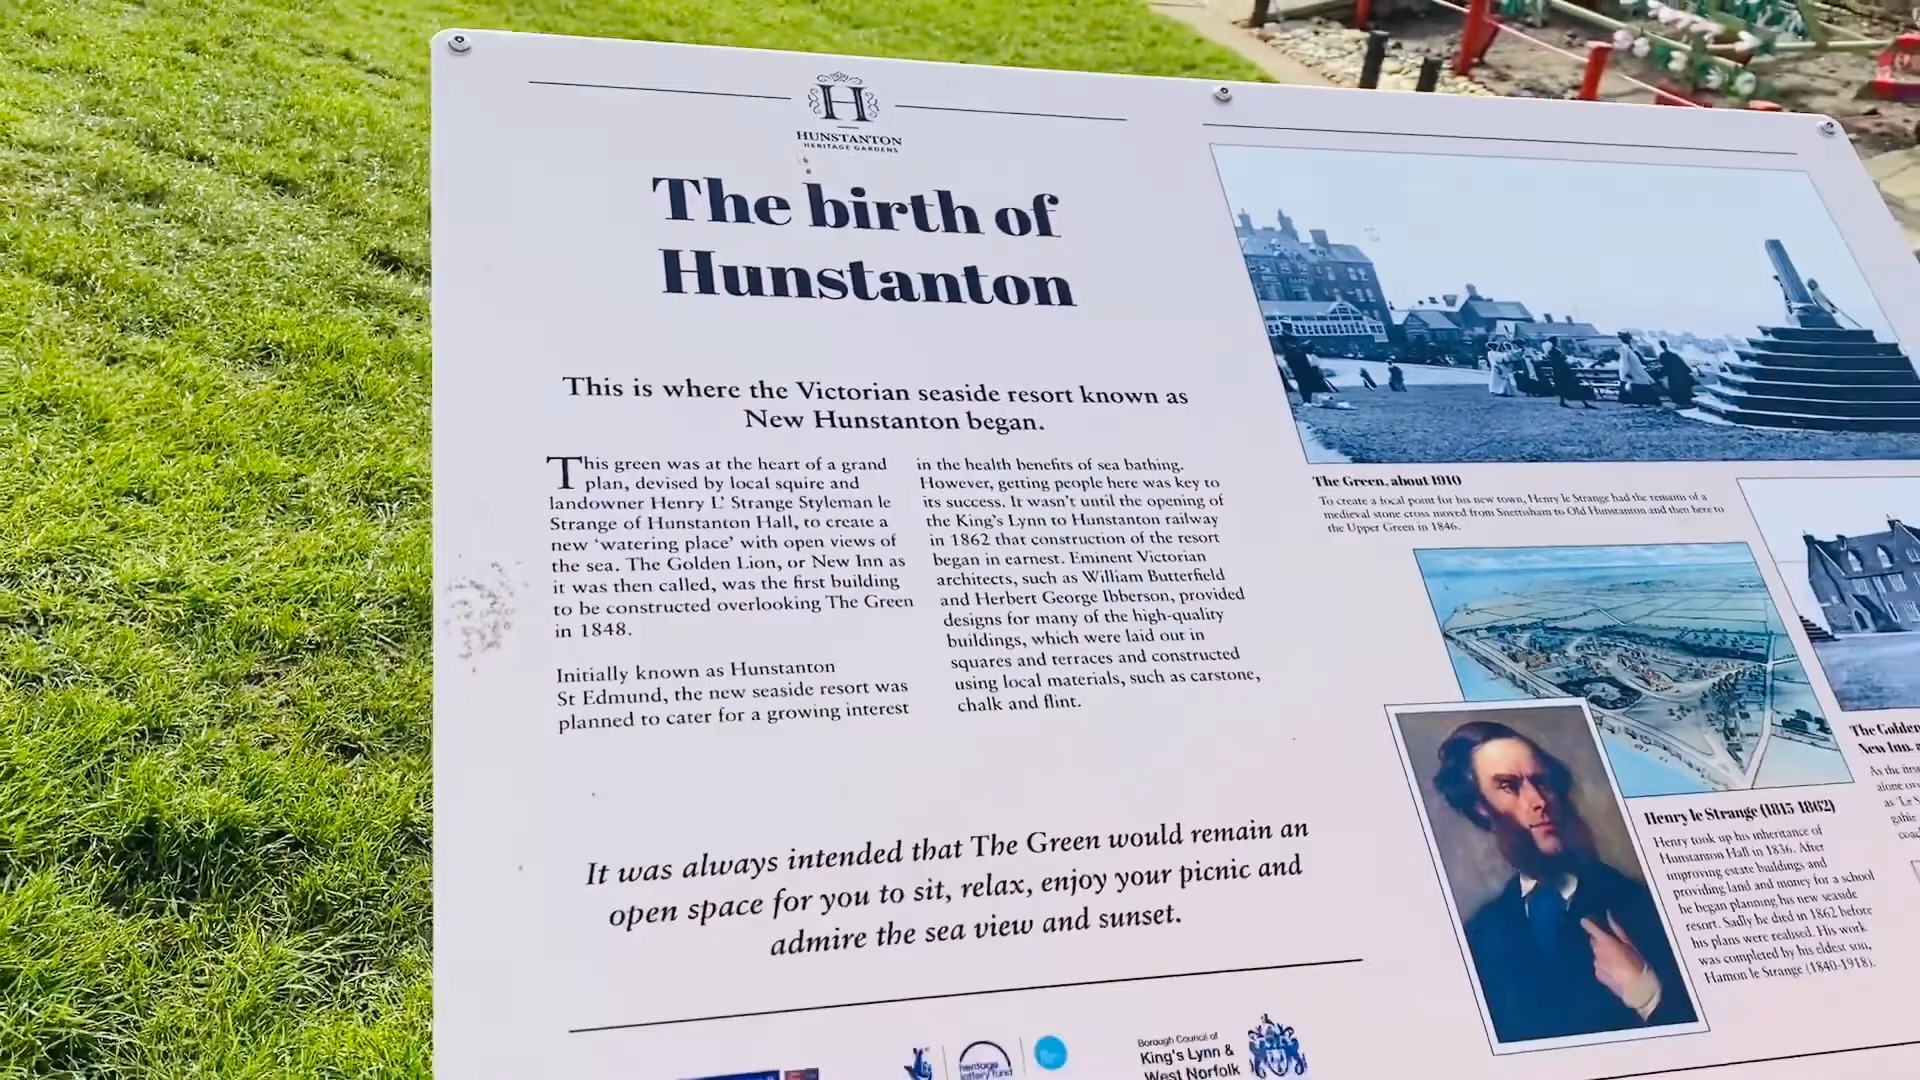 H
HUNSTANTON
HERITAGE GARDENS
The birth of
Hunstanton
This is where the Victorian seaside resort known as
New Hunstanton began.
This green was at the heart of a grand
plan, devised by local squire and
landowner Henry L' Strange Styleman le
Strange of Hunstanton Hall, to create a
new 'watering place' with open views of
the sea. The Golden Lion, or New Inn as
it was then called, was the first building
to be constructed overlooking The Green
in 1848.
Initially known as Hunstanton
St Edmund, the new seaside resort was
planned to cater for a growing interest
in the health benefits of sea bathing.
However, getting people here was key to
its success. It wasn't until the opening of
the King's Lynn to Hunstanton railway
in 1862 that construction of the resort
began in earnest. Eminent Victorian
architects, such as William Butterfield
and Herbert George Ibberson, provided
designs for many of the high-quality
buildings, which were laid out in
squares and terraces and constructed
using local materials, such as carstone,
chalk and flint.
It was always intended that The Green would remain an
open space for you to sit, relax, enjoy your picnic and
admire the sea view and sunset.
The Green, about 1910
To create a focal point for his new town, Henry le Strange had the remains of a
medieval stone cross moved from Snettisham to Old Hunstanton and then here to
the Upper Green in 1846.
Henry le Strange (1815-1862)
Henry took up his inheritance of
Hunstanton Hall in 1836. After
improving estate buildings and
providing land and money for a school
he began planning his new seaside
resort. Sadly he died in 1862 before
his plans were realised. His work
was completed by his eldest son,
Hamon le Strange (1840-1918).
The Golden
New Inn,
As the first
alone
as 'Le
heritage
lottery fund
Borough Council of
King's Lynn &
West Norfolk